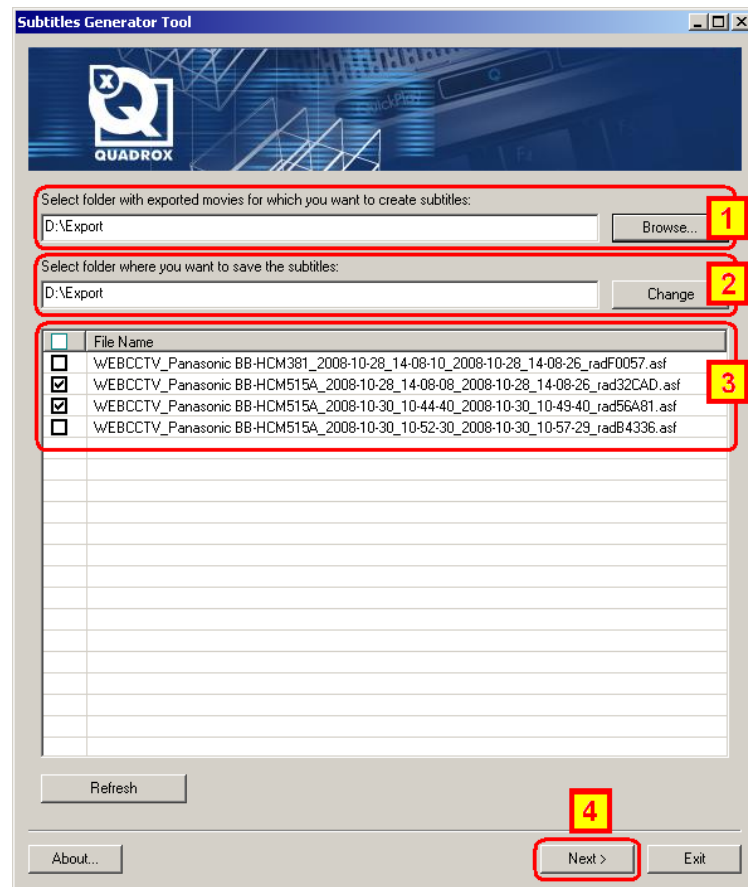 Subtitles Generator Tool
QuickPlay
X
Q
QUADROX
Select folder with exported movies for which you want to create subtitles:
D:\Export
Browse...
1
Select folder where you want to save the subtitles:
D:\Export
Change
2
File Name
WEBCCTV_Panasonic BB-HCM381_2008-10-28_14-08-10_2008-10-28_14-08-26_radF0057.asf
WEBCCTV_Panasonic BB-HCM515A_2008-10-28_14-08-08_2008-10-28_14-08-26_rad32CAD.asf
3
WEBCCTV_Panasonic BB-HCM515A_2008-10-30_10-44-40_2008-10-30_10-49-40_rad56A81.asf
WEBCCTV_Panasonic BB-HCM515A_2008-10-30_10-52-30_2008-10-30_10-57-29_radB4336.asf
Refresh
4
About...
Next >
Exit